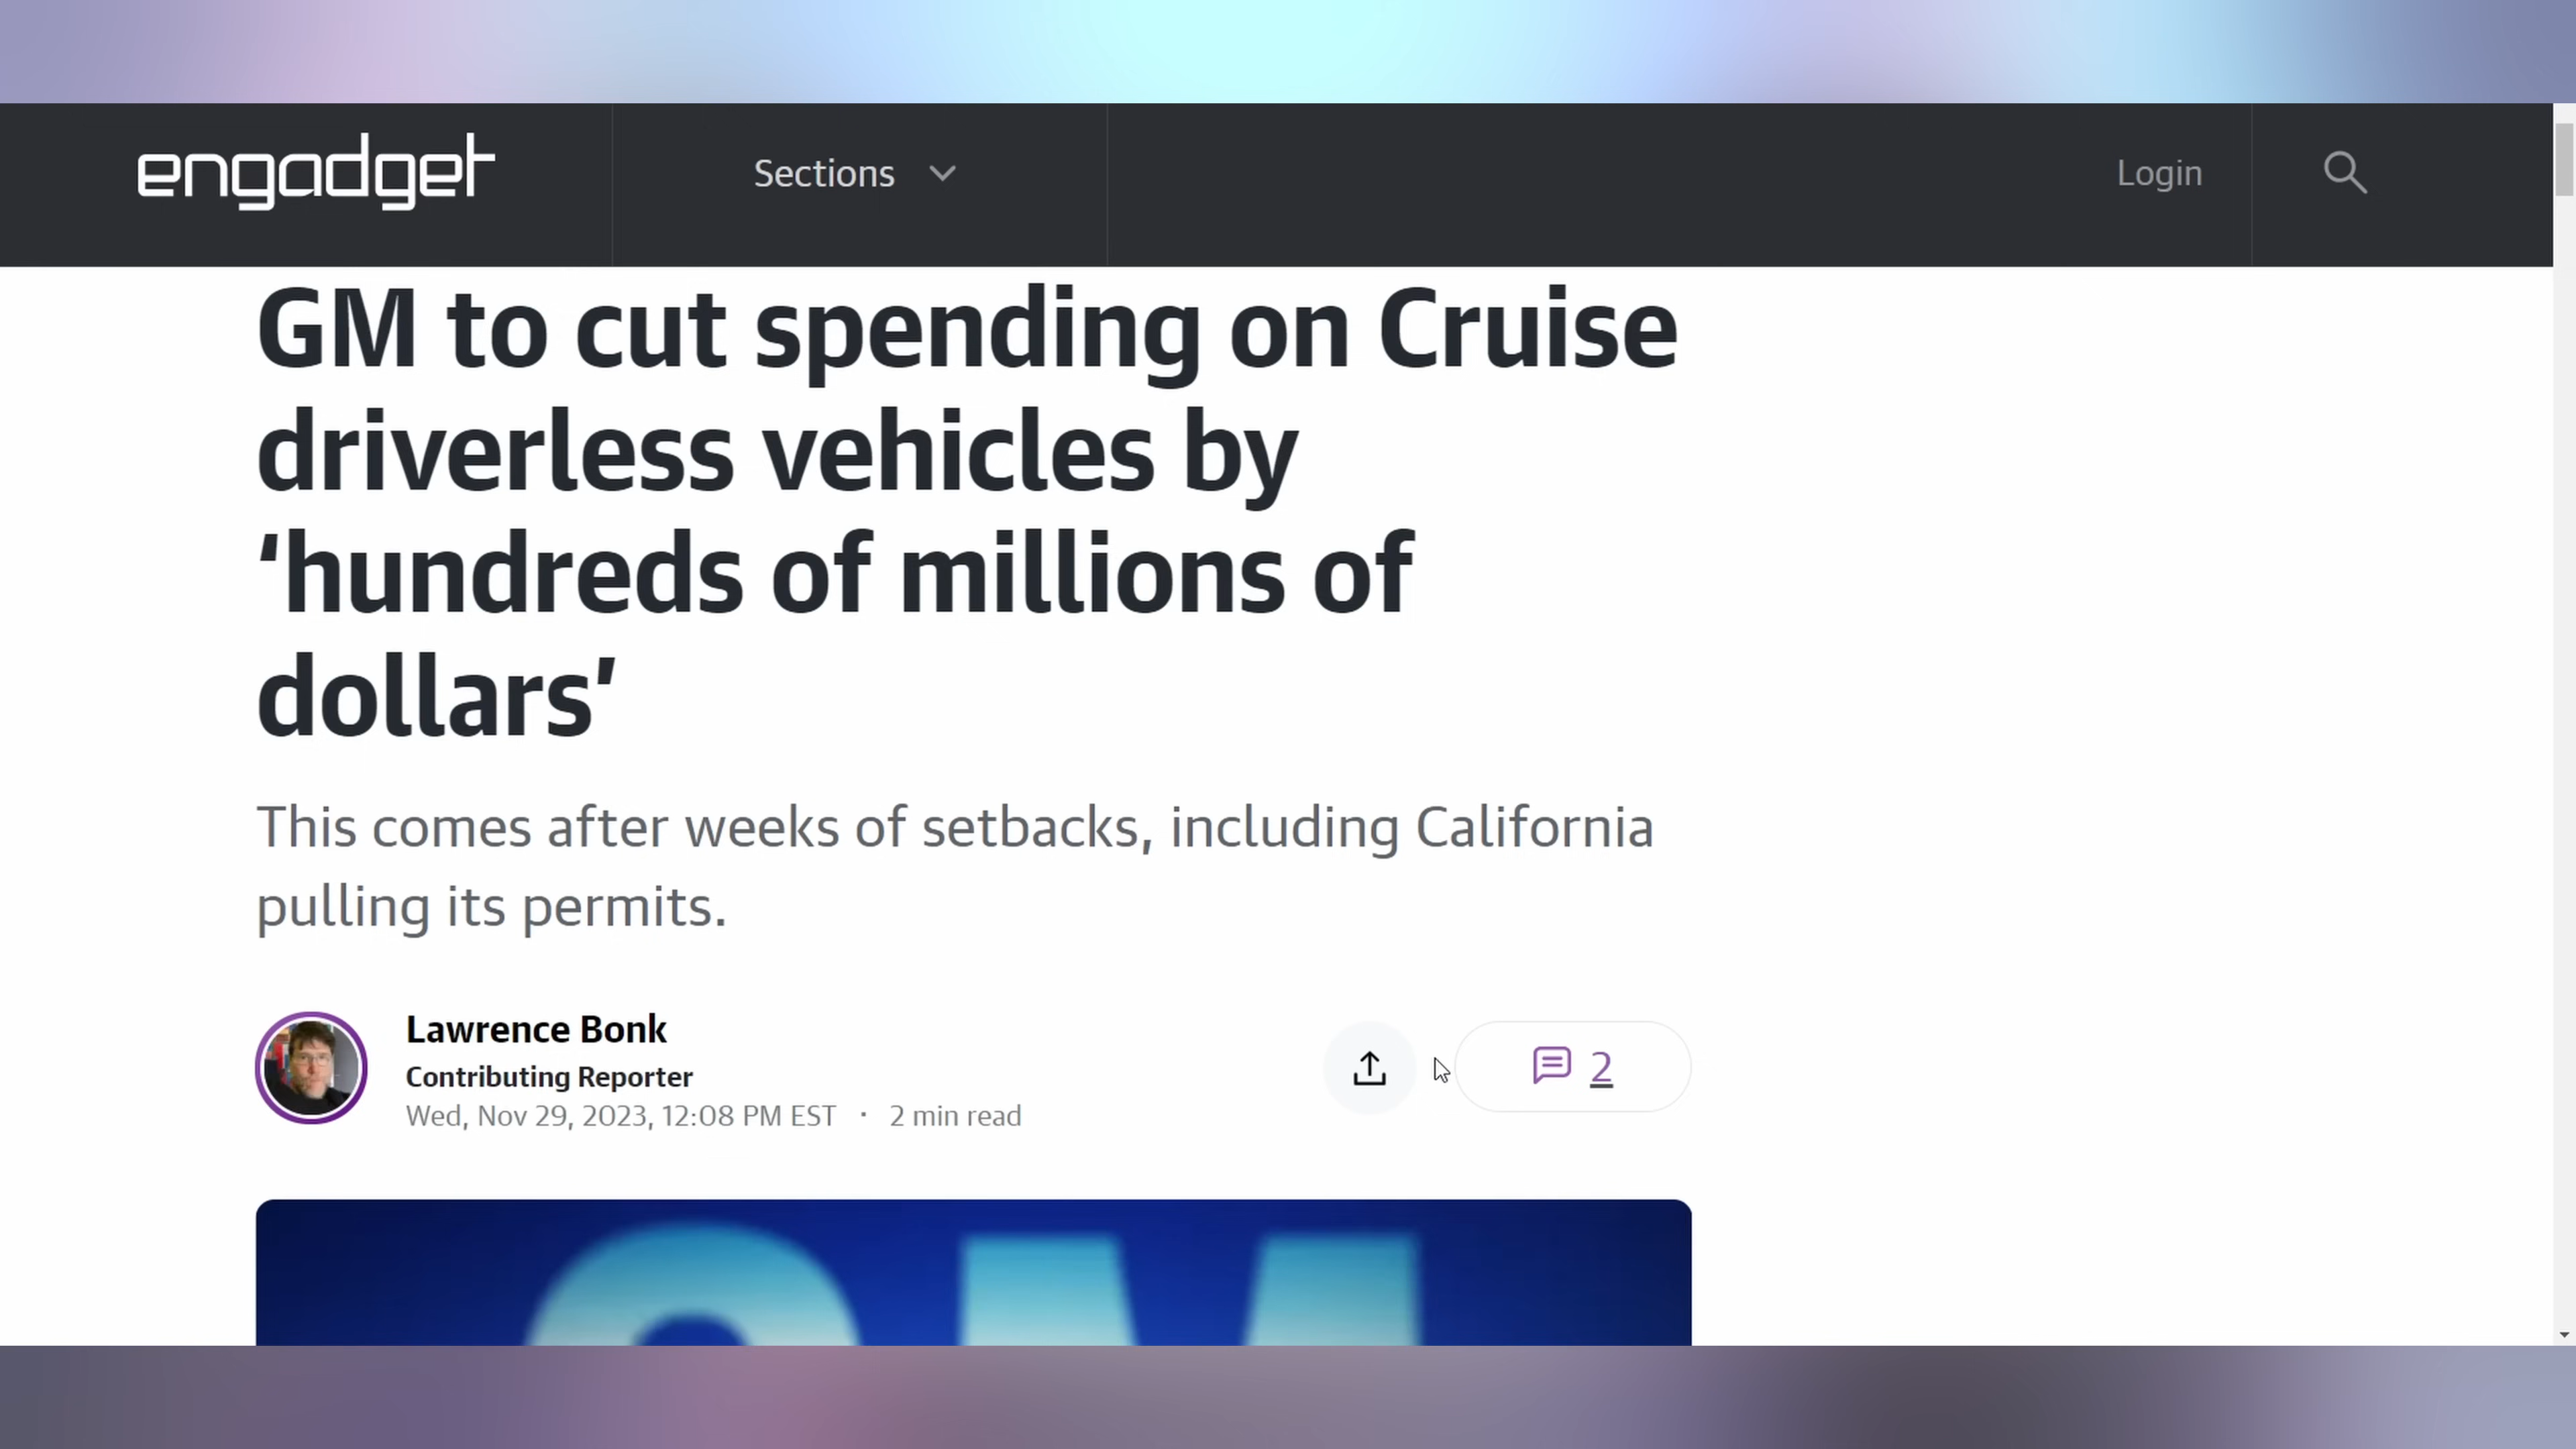 engadget
Sections
Login
GM to cut spending on Cruise
driverless vehicles by
‘hundreds of millions of
dollars’
This comes after weeks of setbacks, including California
pulling its permits.
Lawrence Bonk
Contributing Reporter
Wed, Nov 29, 2023, 12:08 PM EST · 2 min read
2
GM